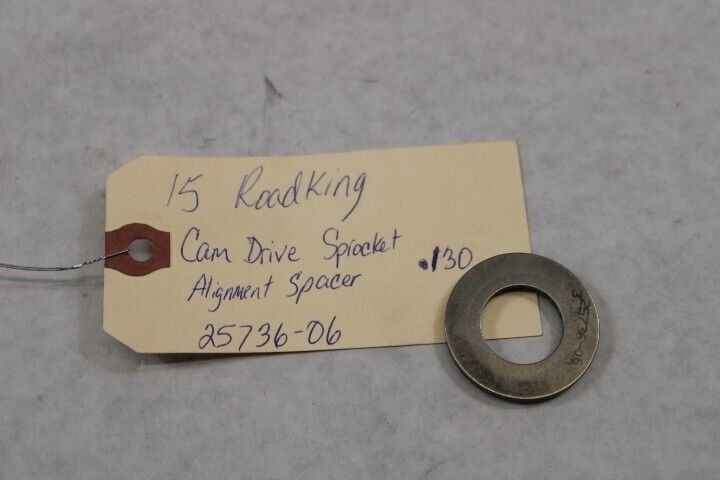 15 RoadKing
Cam Drive Sprocket .130
Alignment Spacer
25736-06